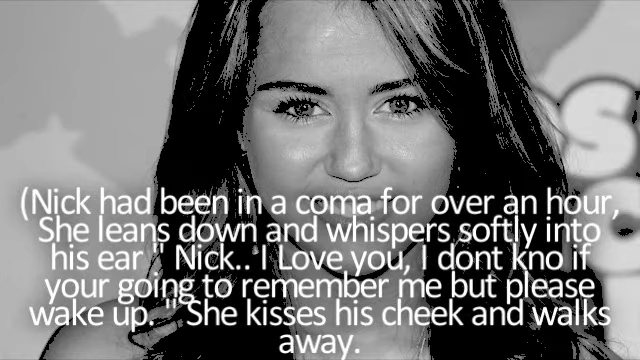 (Nick had been in a coma for over an hour,
She leans down and whispers softly into
his ear " Nick.. I Love you, I dont kno if
your going to remember me but please
wake up. " She kisses his cheek and walks
away.